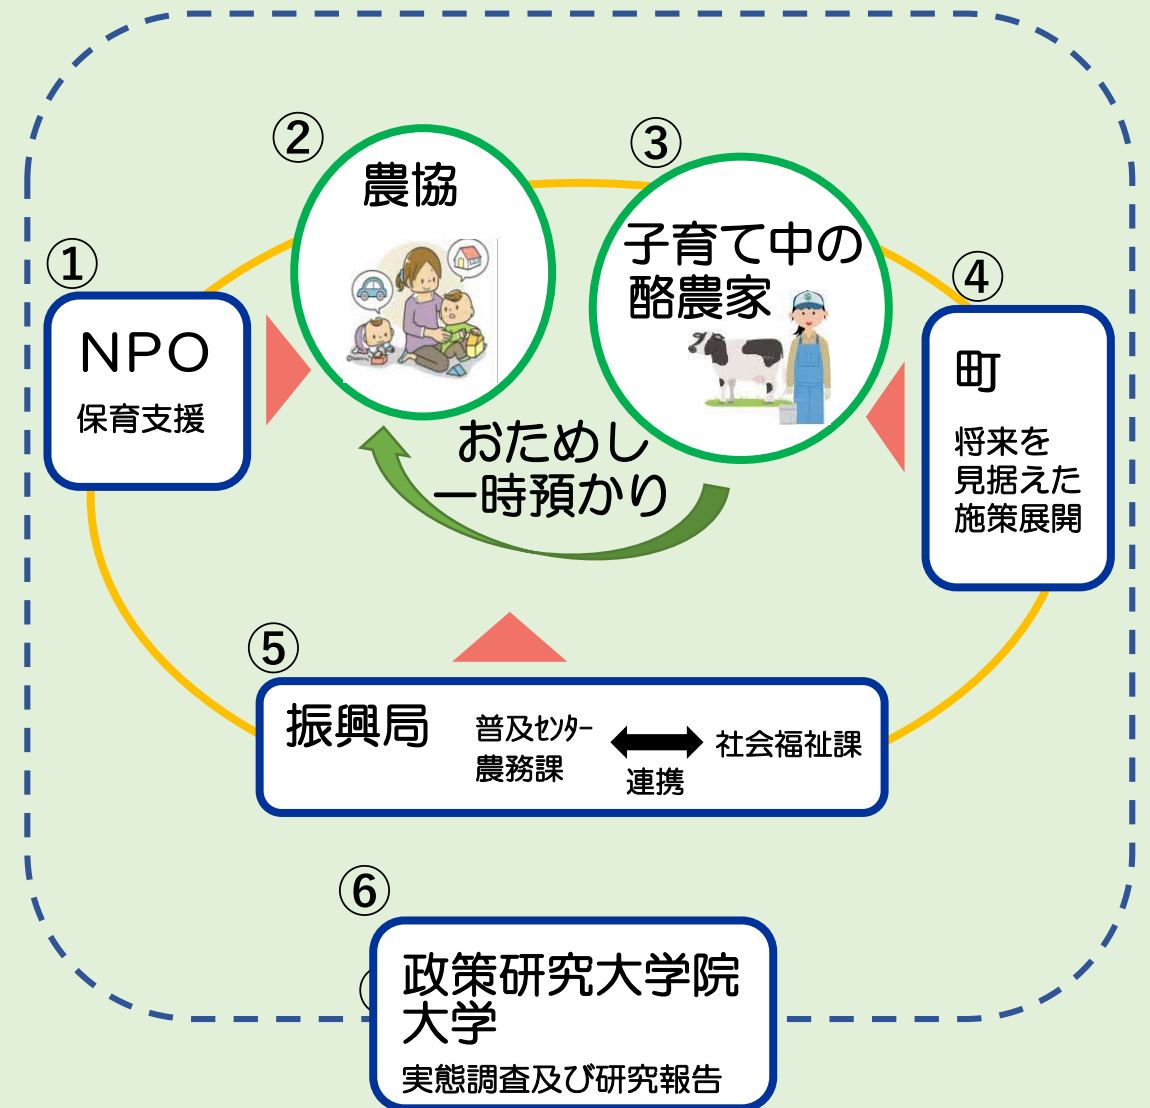 ①
NPO
保育支援
②
農協
③
子育て中の
酪農家
④
町
将来を
見据えた
施策展開
おためし
一時預かり
⑤
振興局
普及ｾﾝﾀｰ
農務課
連携
社会福祉課
⑥
政策研究大学院
大学
実態調査及び研究報告